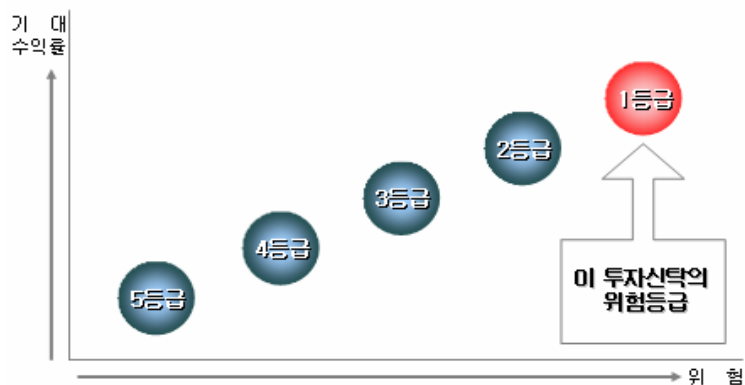 기 대
수익률
1등급
2등급
3등급
4등급
5등급
이 투자신탁의
위험등급
위 험